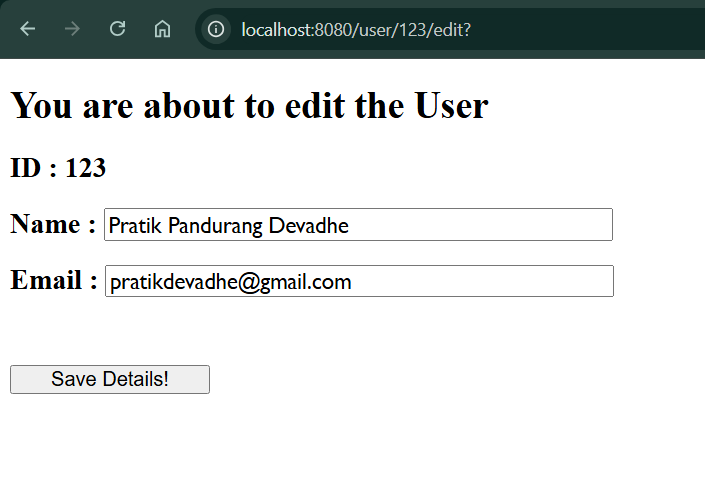 localhost:8080/user/123/edit?
You are about to edit the User
ID : 123
Name : Pratik Pandurang Devadhe
Email : pratikdevadhe@gmail.com
Save Details!